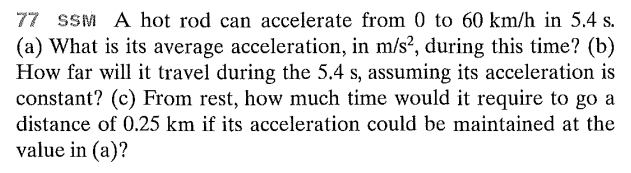 77 SSM A hot rod can accelerate from 0 to 60 km/h in 5.4 s.
(a) What is its average acceleration, in m/s², during this time? (b)
How far will it travel during the 5.4 s, assuming its acceleration is
constant? (c) From rest, how much time would it require to go a
distance of 0.25 km if its acceleration could be maintained at the
value in (a)?